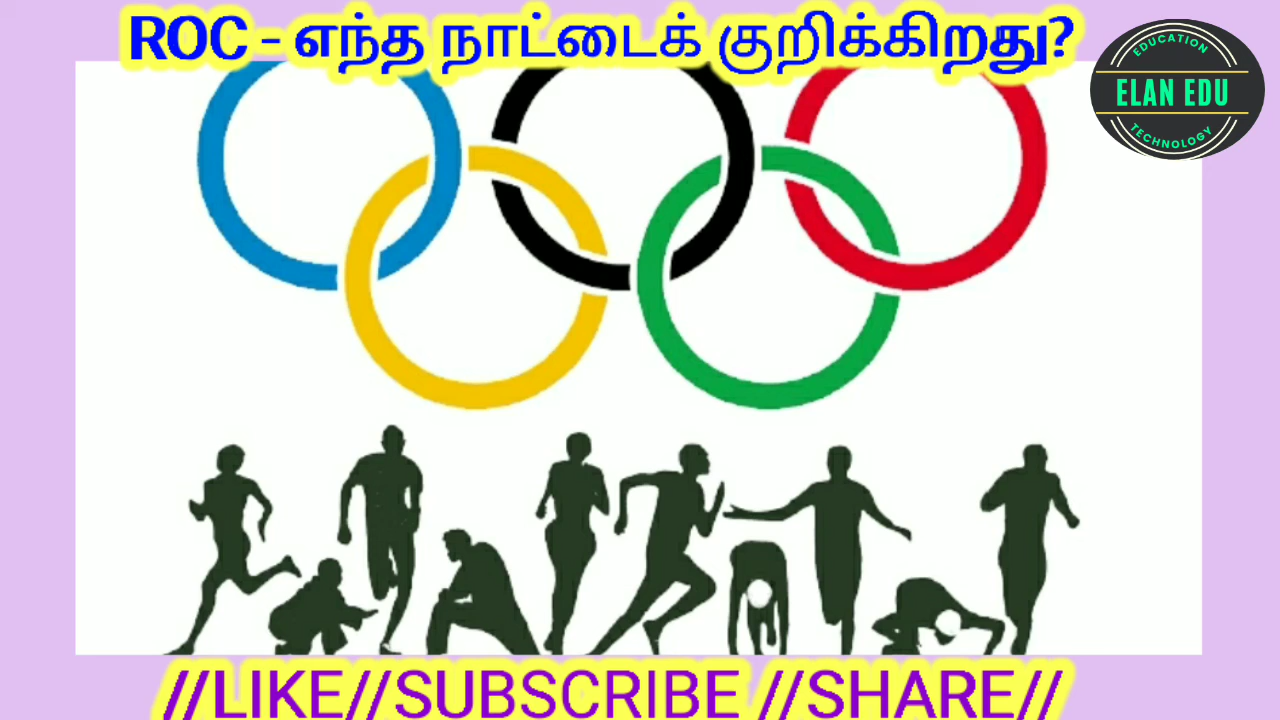 ROC - எந்த நாட்டைக் குறிக்கிறது?
EDUCATION
ELAN EDU
TECHNOLOGY
//LIKE//SUBSCRIBE //SHARE//